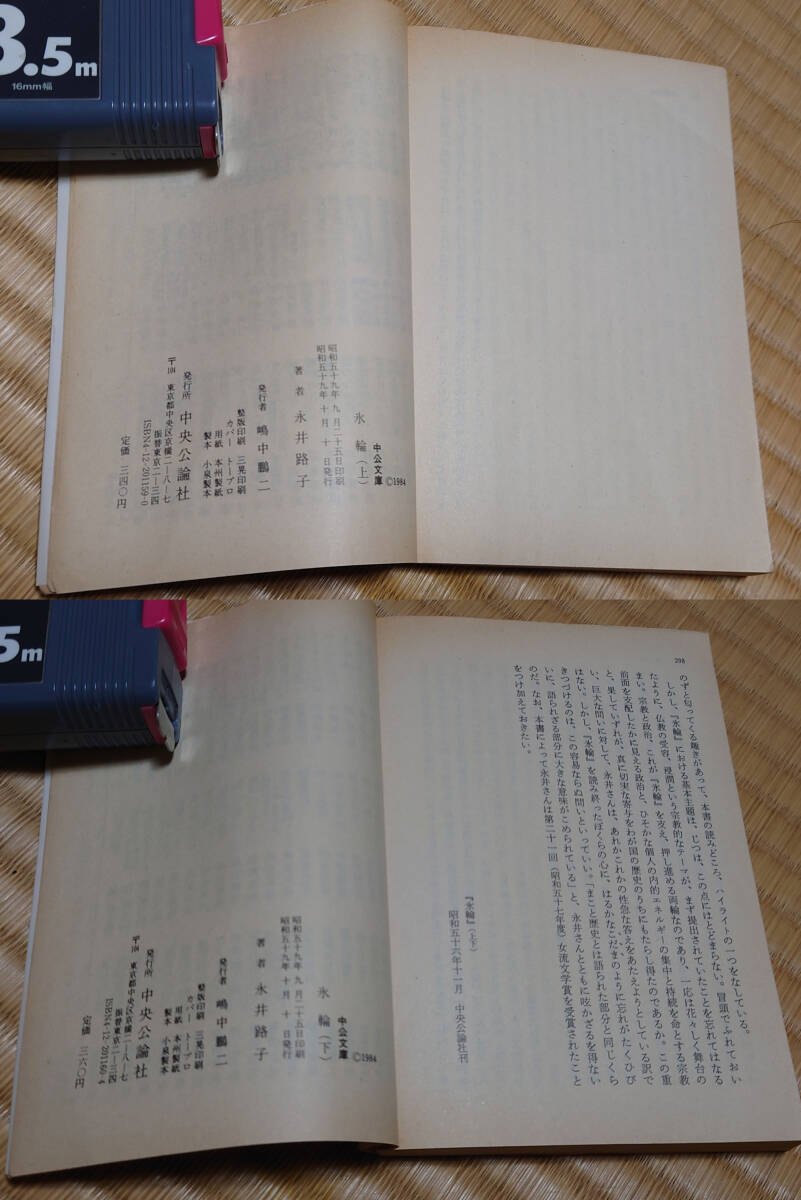 3.5m
16mm幅
中公文庫
©1984
氷輪(上)
昭和五十九年九月二十五日印刷
昭和五十九年十月十日発行
著者 永井路子
発行者 嶋中鵬二
整版印刷 三晃印刷
カバー トープロ
用紙 本州製紙
製本 小泉製本
発行所 中央公論社
〒104 東京都中央区京橋二-八-七
振替東京二-三四
ISBN4-12-201159-0
定価 三四〇円
5m
298
のずと匂ってくる趣きがあって、本書の読みどころ、ハイライトの一つをなしている。
しかし、『氷輪』における基本主題は、じつは、この点にはとどまらない。冒頭でふれておい
たように、仏教の受容、浸潤という宗教的なテーマが、まず提出されていたことを忘れてはなる
まい。宗教と政治、これが『氷輪』を支え、押し進める両輪なのであり、一応は花々しく舞台の
前面を支配したかに見える政治と、ひそかな個人の内的エネルギーの集中と持続を命とする宗教
と、果していずれが、真に切実な寄与をわが国の歴史のうちにもたらし得たのであるか。この重
い、巨大な問いに対して、永井さんは、あれかこれかの性急な答えをあたえようとしている訳で
はない。しかし、『氷輪』を読み終ったぼくらの心に、はるかなこだまのように忘れがたくひび
きつづけるのは、この容易ならぬ問いといっていい。「まこと歴史とは語られた部分と同じくら
いに、語られざる部分に大きな意味がこめられている」と、永井さんとともに呟かざるを得ない
のだ。なお、本書によって永井さんは第二十一回(昭和五十七年度)女流文学賞を受賞されたこと
をつけ加えておきたい。
『氷輪』(上下)
昭和五十六年十一月 中央公論社刊
中公文庫
©1984
氷輪(下)
昭和五十九年九月二十五日印刷
昭和五十九年十月十日発行
著者 永井路子
発行者 嶋中鵬二
整版印刷 三晃印刷
カバー トープロ
用紙 本州製紙
製本 小泉製本
発行所 中央公論社
〒104 東京都中央区京橋二-八-七
振替東京二-三四
ISBN4-12-201160-4
定価 三六〇円